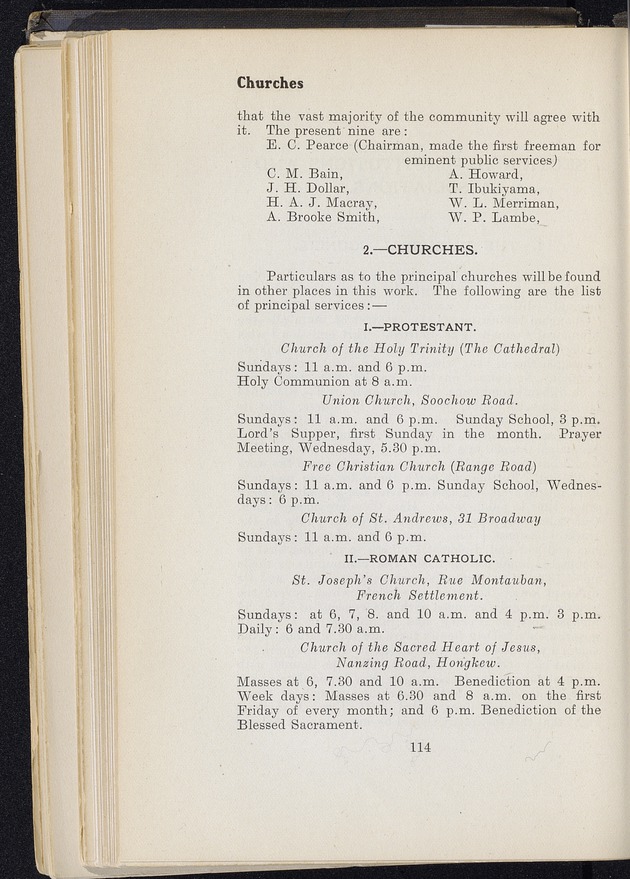 Churches
that the vast majority of the community will agree with
it. The present nine are:
E. C. Pearce (Chairman, made the first freeman for
eminent public services)
C. M. Bain, A. Howard,
J. H. Dollar, T. Ibukiyama,
H. A. J. Macray, W. L. Merriman,
A. Brooke Smith, W. P. Lambe,
2.—CHURCHES.
Particulars as to the principal churches will be found
in other places in this work. The following are the list
of principal services:—
I.—PROTESTANT.
Church of the Holy Trinity (The Cathedral)
Sundays: 11 a.m. and 6 p.m.
Holy Communion at 8 a.m.
Union Church, Soochow Road.
Sundays: 11 a.m. and 6 p.m. Sunday School, 3 p.m.
Lord's Supper, first Sunday in the month. Prayer
Meeting, Wednesday, 5.30 p.m.
Free Christian Church (Range Road)
Sundays: 11 a.m. and 6 p.m. Sunday School, Wednes-
days: 6 p.m.
Church of St. Andrews, 31 Broadway
Sundays: 11 a.m. and 6 p.m.
II.—ROMAN CATHOLIC.
St. Joseph's Church, Rue Montauban,
French Settlement.
Sundays: at 6, 7, 8. and 10 a.m. and 4 p.m. 3 p.m.
Daily: 6 and 7.30 a.m.
Church of the Sacred Heart of Jesus,
Nanzing Road, Hongkew.
Masses at 6, 7.30 and 10 a.m. Benediction at 4 p.m.
Week days: Masses at 6.30 and 8 a.m. on the first
Friday of every month; and 6 p.m. Benediction of the
Blessed Sacrament.
114